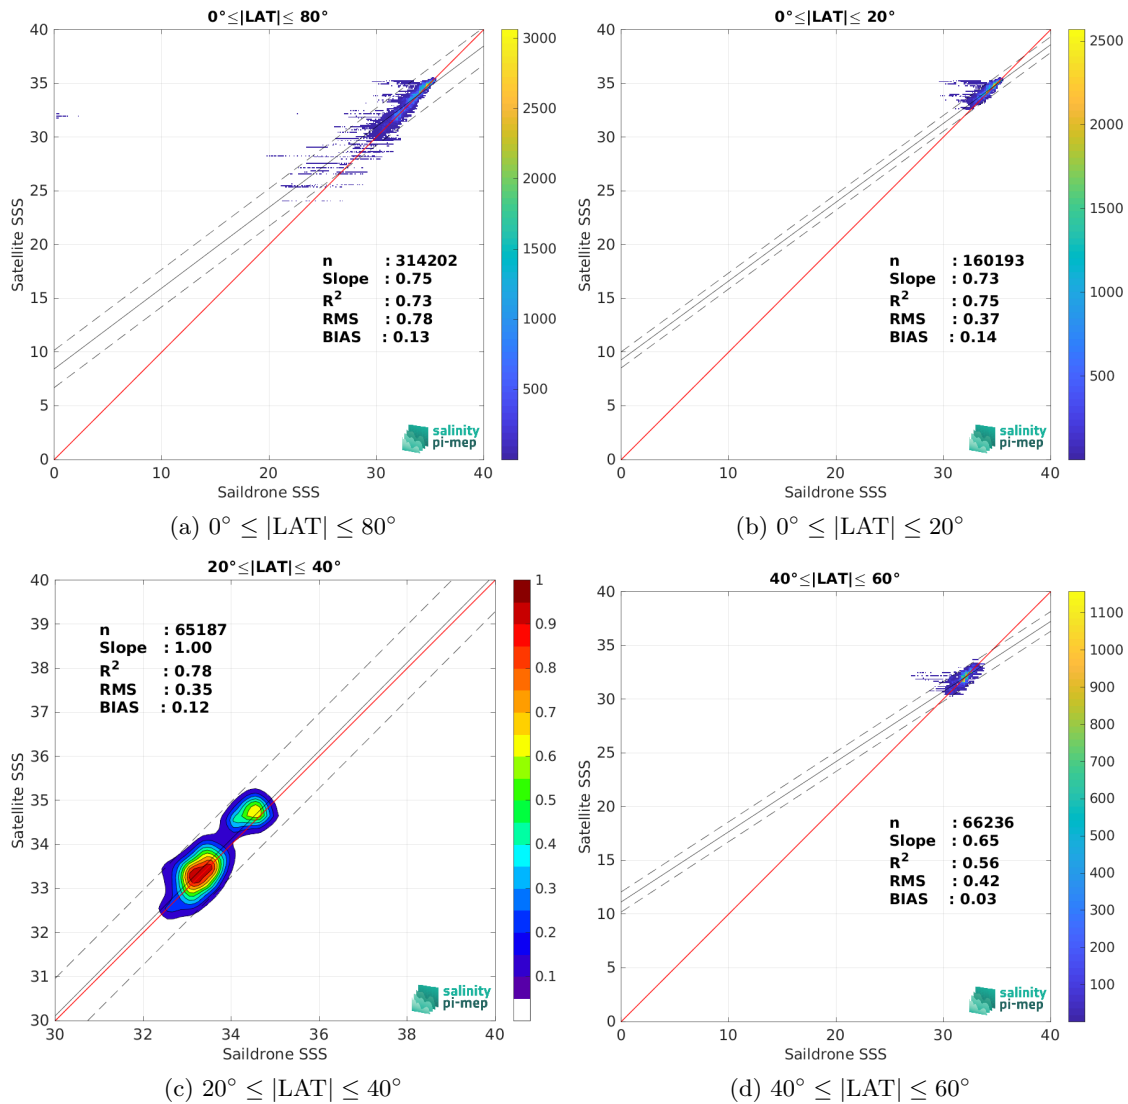 0°≤|LAT|≤ 80°
40
35
30
25
20
15
10
5
0
0
10
20
30
40
Satellite SSS
Saildrone SSS
n : 314202
Slope : 0.75
R² : 0.73
RMS : 0.78
BIAS : 0.13
salinity
pi-mep
3000
2500
2000
1500
1000
500
(a) 0° ≤ |LAT| ≤ 80°
0°≤|LAT|≤ 20°
40
35
30
25
20
15
10
5
0
0
10
20
30
40
Satellite SSS
Saildrone SSS
n : 160193
Slope : 0.73
R² : 0.75
RMS : 0.37
BIAS : 0.14
salinity
pi-mep
2500
2000
1500
1000
500
(b) 0° ≤ |LAT| ≤ 20°
20°≤|LAT|≤ 40°
40
39
38
37
36
35
34
33
32
31
30
30
32
34
36
38
40
Satellite SSS
Saildrone SSS
n : 65187
Slope : 1.00
R² : 0.78
RMS : 0.35
BIAS : 0.12
salinity
pi-mep
1
0.9
0.8
0.7
0.6
0.5
0.4
0.3
0.2
0.1
(c) 20° ≤ |LAT| ≤ 40°
40°≤|LAT|≤ 60°
40
35
30
25
20
15
10
5
0
0
10
20
30
40
Satellite SSS
Saildrone SSS
n : 66236
Slope : 0.65
R² : 0.56
RMS : 0.42
BIAS : 0.03
salinity
pi-mep
1100
1000
900
800
700
600
500
400
300
200
100
(d) 40° ≤ |LAT| ≤ 60°